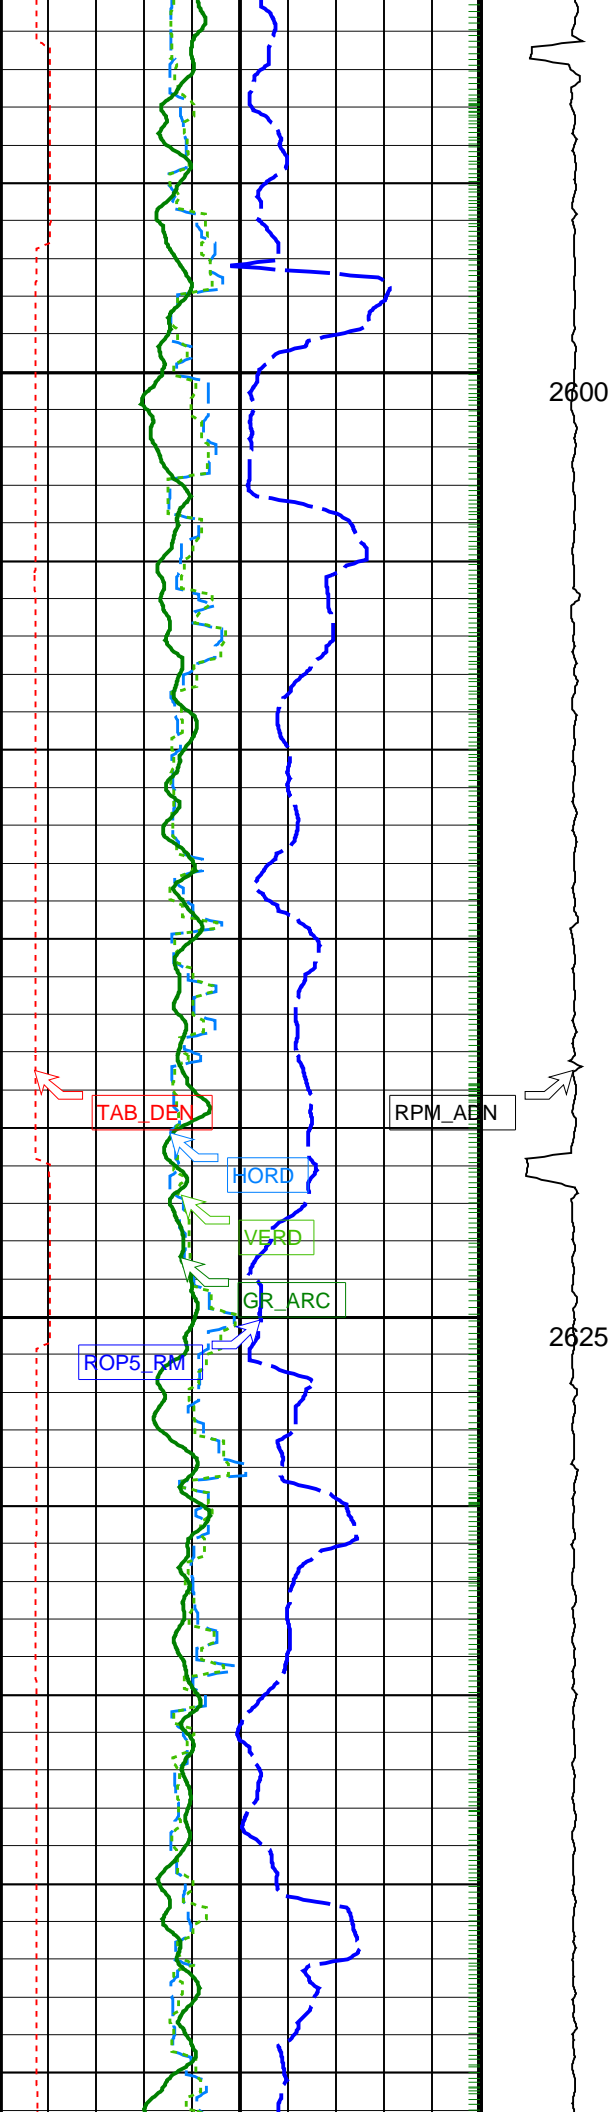 2600
TAB_DEN
RPM_ADN
HORD
VERD
GR_ARC
2625
ROP5_RM